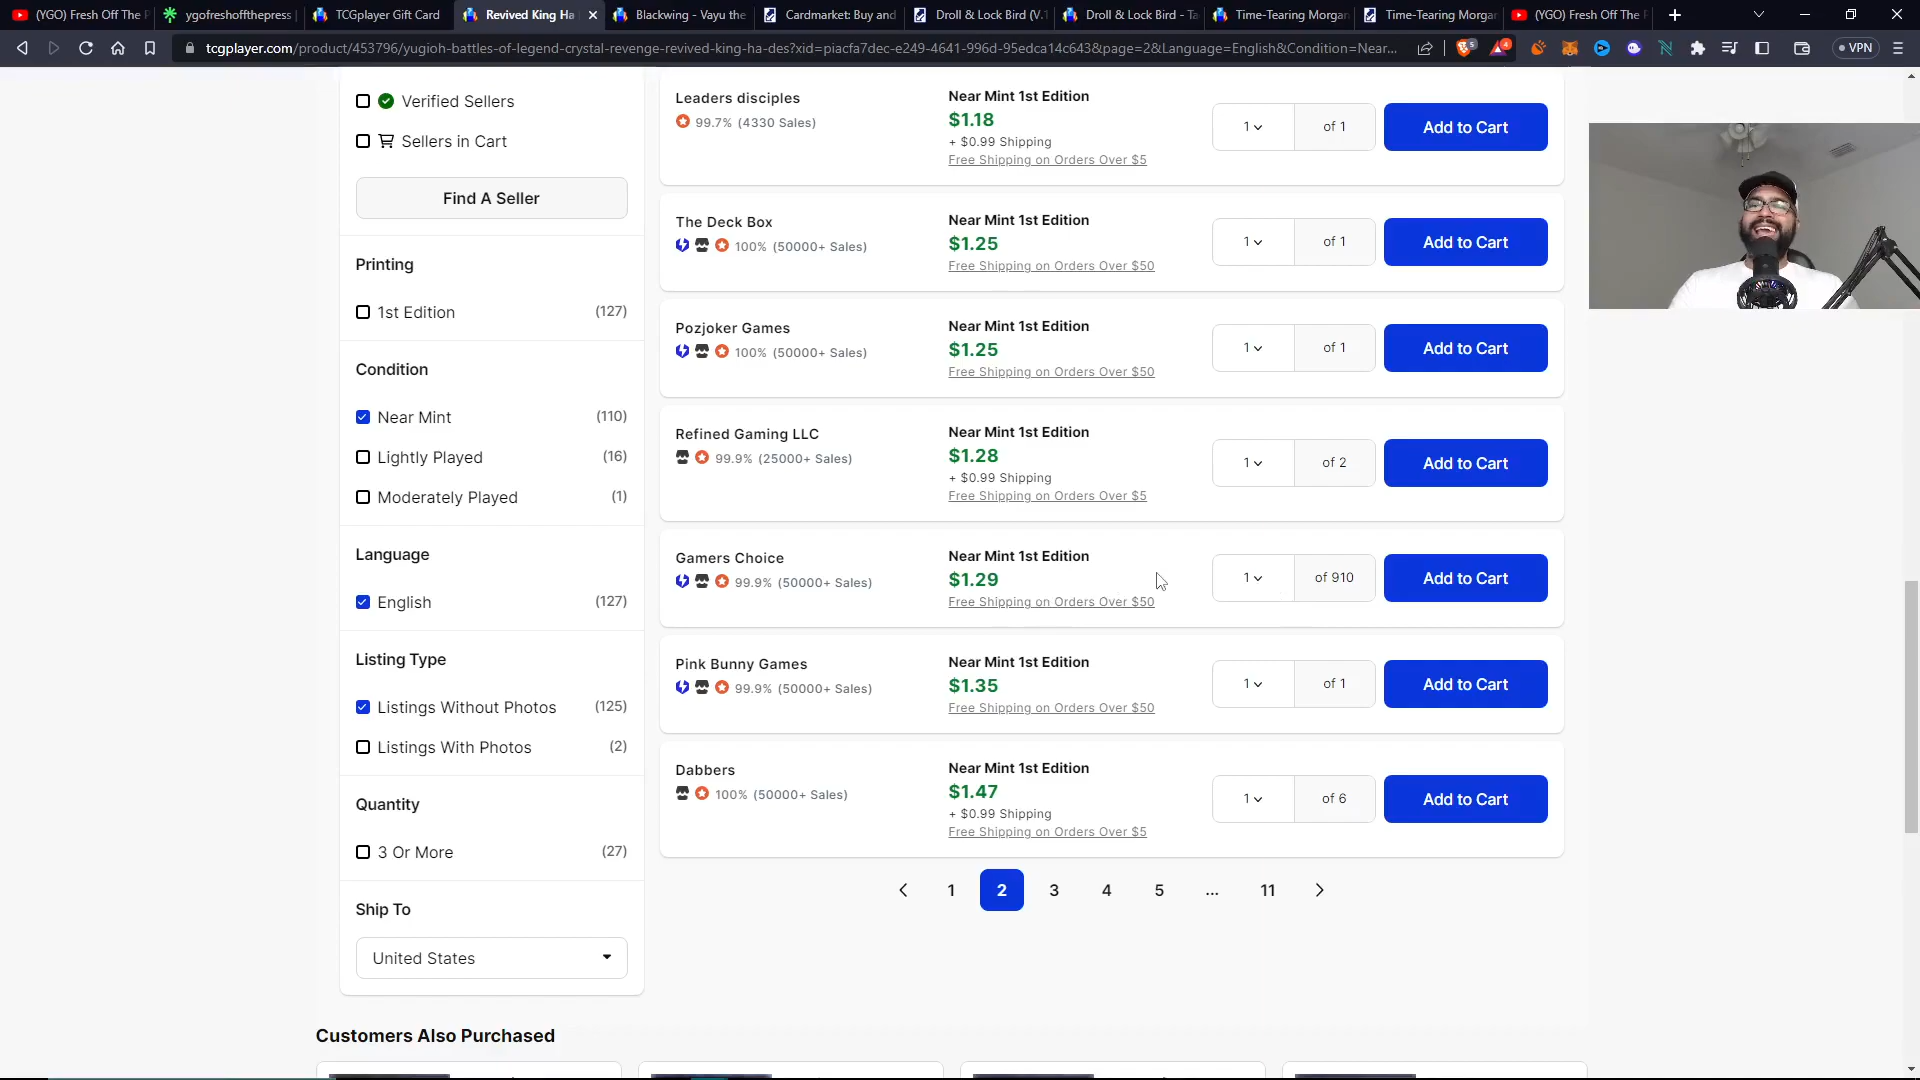 (YGO) Fresh Off The P
ygofreshoffthepress
TCGplayer Gift Card
Revived King Ha
Blackwing - Vayu the
Cardmarket: Buy and
Droll & Lock Bird (V.1
Droll & Lock Bird - Ta
Time-Tearing Morgan
Time-Tearing Morgan
(YGO) Fresh Off The P
tcgplayer.com/product/453796/yugioh-battles-of-legend-crystal-revenge-revived-king-ha-des?xid=piacfa7dec-e249-4641-996d-95edca14c643&page=2&Language=English&Condition=Near...
VPN
Verified Sellers
Sellers in Cart
Find A Seller
Printing
1st Edition (127)
Condition
Near Mint (110)
Lightly Played (16)
Moderately Played (1)
Language
English (127)
Listing Type
Listings Without Photos (125)
Listings With Photos (2)
Quantity
3 Or More (27)
Ship To
United States
Leaders disciples
99.7% (4330 Sales)
Near Mint 1st Edition
$1.18
+ $0.99 Shipping
Free Shipping on Orders Over $5
1 of 1 Add to Cart
The Deck Box
100% (50000+ Sales)
Near Mint 1st Edition
$1.25
Free Shipping on Orders Over $50
1 of 1 Add to Cart
Pozjoker Games
100% (50000+ Sales)
Near Mint 1st Edition
$1.25
Free Shipping on Orders Over $50
1 of 1 Add to Cart
Refined Gaming LLC
99.9% (25000+ Sales)
Near Mint 1st Edition
$1.28
+ $0.99 Shipping
Free Shipping on Orders Over $5
1 of 2 Add to Cart
Gamers Choice
99.9% (50000+ Sales)
Near Mint 1st Edition
$1.29
Free Shipping on Orders Over $50
1 of 910 Add to Cart
Pink Bunny Games
99.9% (50000+ Sales)
Near Mint 1st Edition
$1.35
Free Shipping on Orders Over $50
1 of 1 Add to Cart
Dabbers
100% (50000+ Sales)
Near Mint 1st Edition
$1.47
+ $0.99 Shipping
Free Shipping on Orders Over $5
1 of 6 Add to Cart
1 2 3 4 5 ... 11
Customers Also Purchased